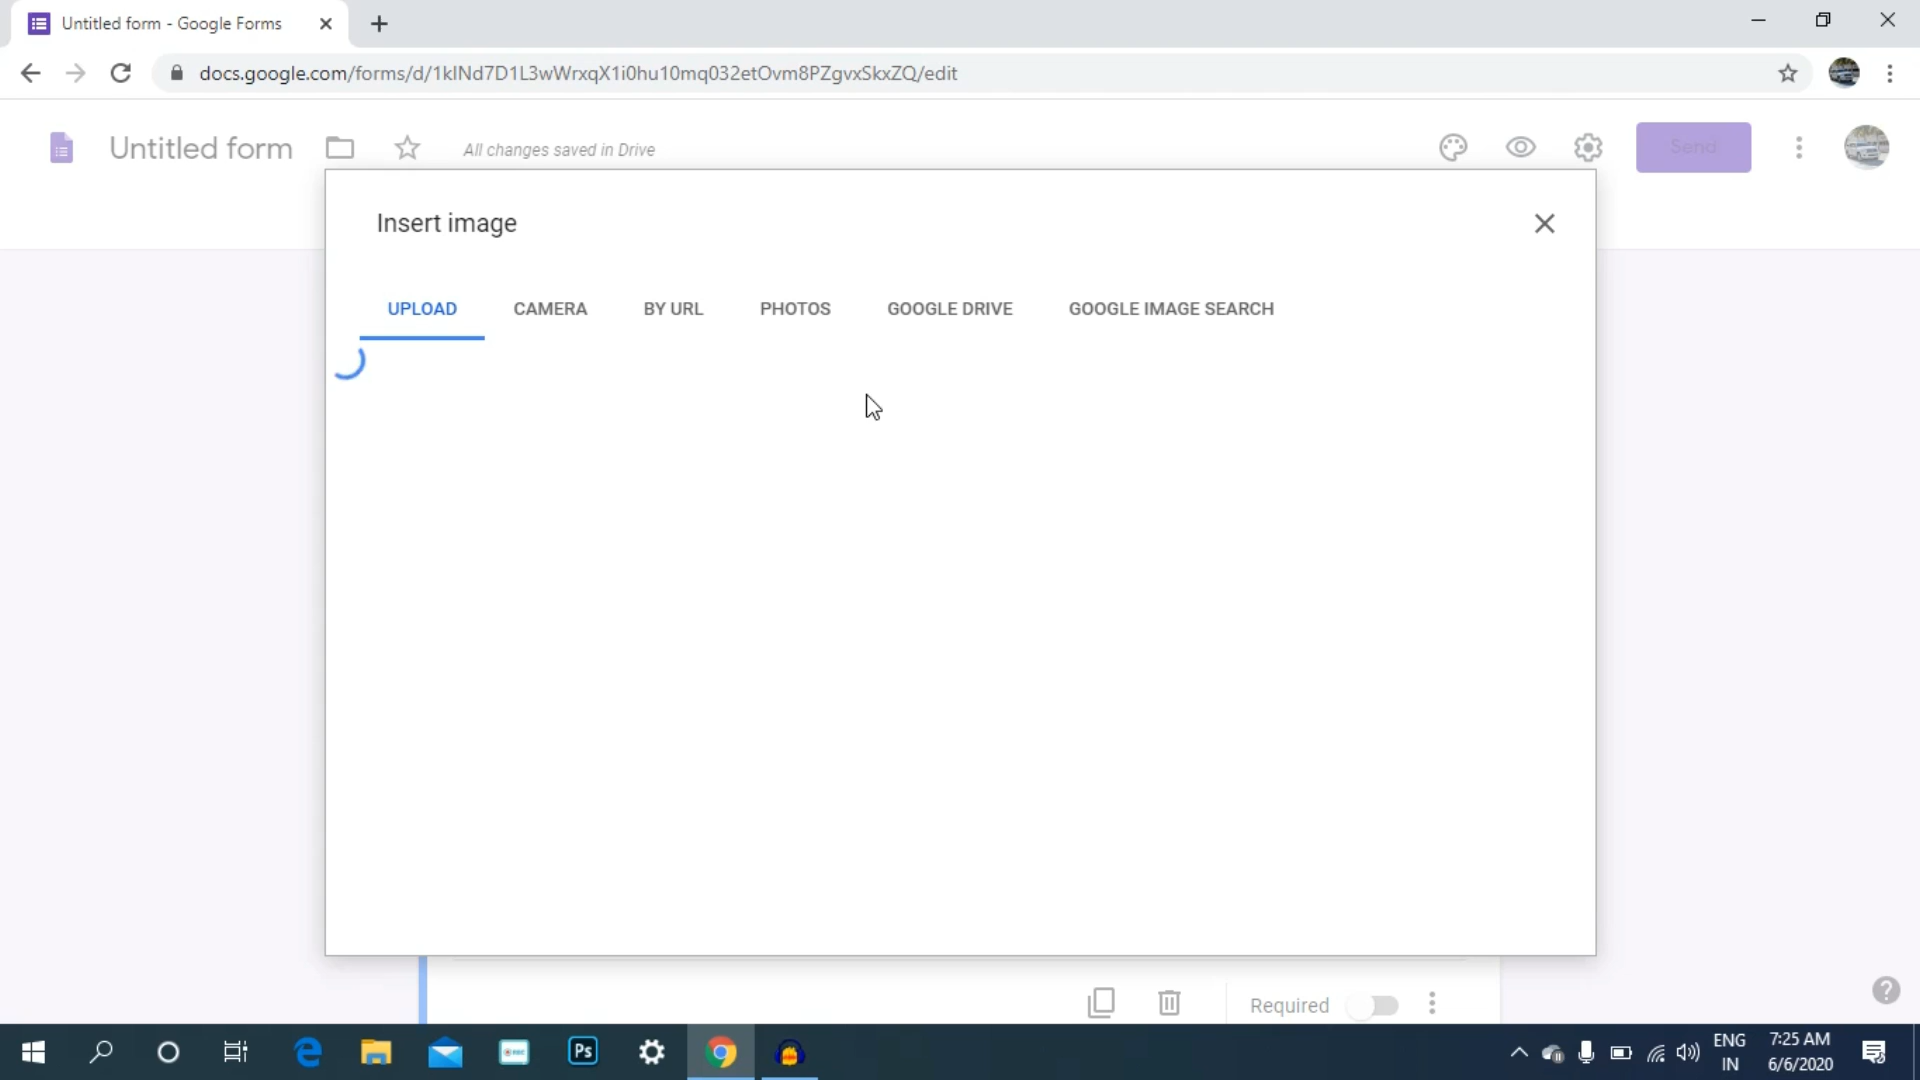 Untitled form - Google Forms
docs.google.com/forms/d/1kINd7D1L3wWrxqX1i0hu10mq032etOvm8PZgvxSkxZQ/edit
Untitled form
All changes saved in Drive
Send
Insert image
UPLOAD CAMERA BY URL PHOTOS GOOGLE DRIVE GOOGLE IMAGE SEARCH
Required
Ps
ENG 7:25 AM
IN 6/6/2020